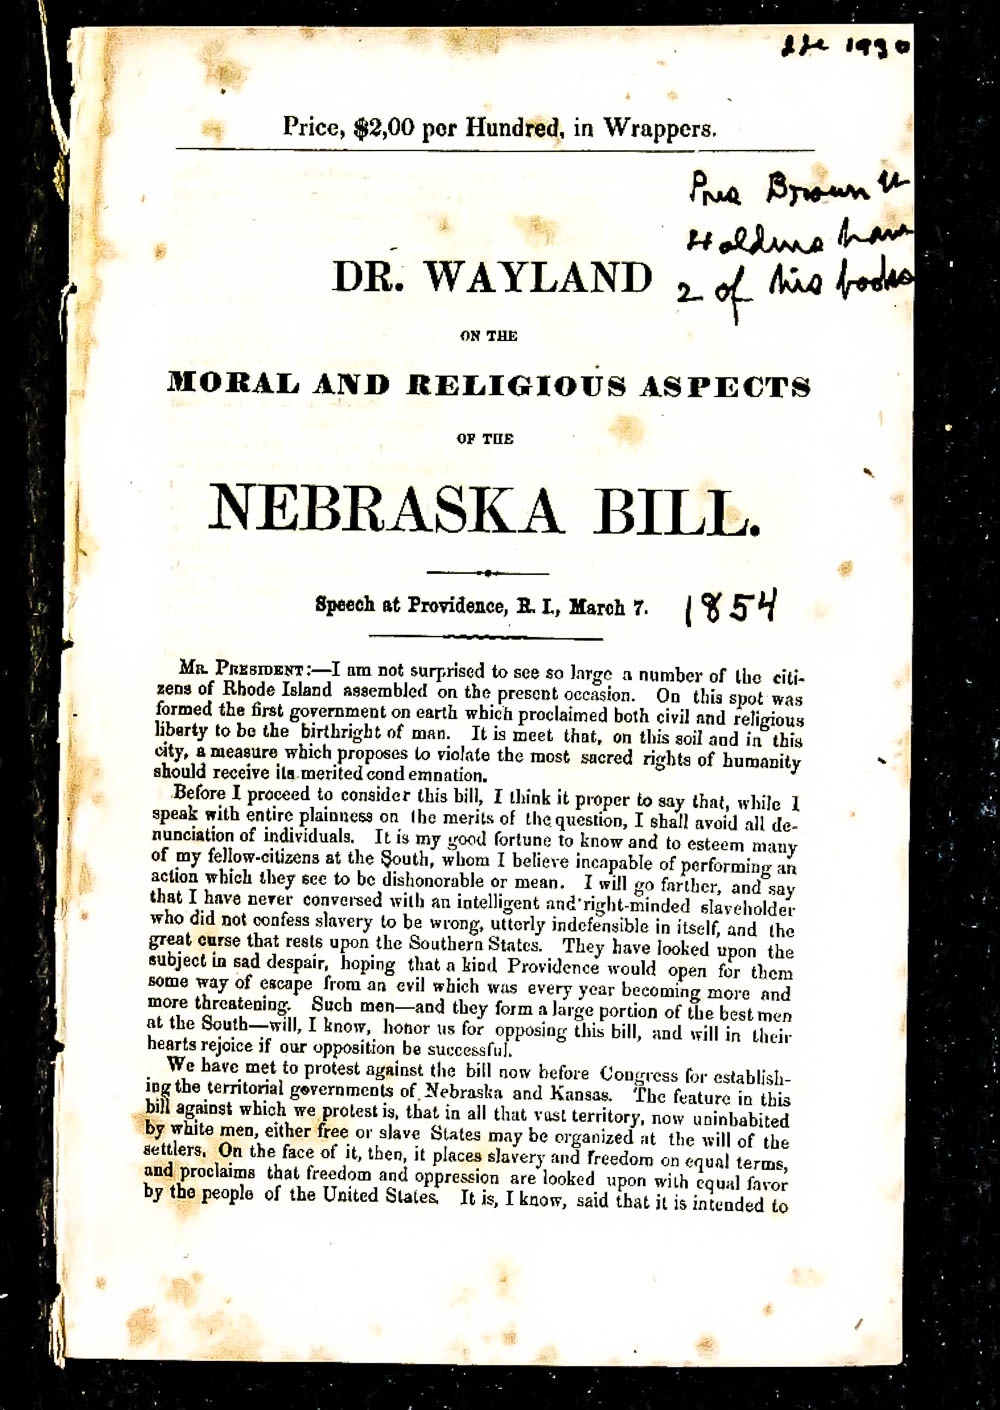 1930
Price, $2,00 per Hundred, in Wrappers.
Pres Brown U
Holdings have
2 of his books
DR. WAYLAND
ON THE
MORAL AND RELIGIOUS ASPECTS
OF THE
NEBRASKA BILL.
Speech at Providence, R. I., March 7. 1854
MR. PRESIDENT:—I am not surprised to see so large a number of the citi-
zens of Rhode Island assembled on the present occasion. On this spot was
formed the first government on earth which proclaimed both civil and religious
liberty to be the birthright of man. It is meet that, on this soil and in this
city, a measure which proposes to violate the most sacred rights of humanity
should receive its merited cond emnation.
Before I proceed to consider this bill, I think it proper to say that, while I
speak with entire plainness on the merits of the question, I shall avoid all de-
nunciation of individuals. It is my good fortune to know and to esteem many
of my fellow-citizens at the South, whom I believe incapable of performing an
action which they see to be dishonorable or mean. I will go farther, and say
that I have never conversed with an intelligent and right-minded slaveholder
who did not confess slavery to be wrong, utterly indefensible in itself, and the
great curse that rests upon the Southern States. They have looked upon the
subject in sad despair, hoping that a kind Providence would open for them
some way of escape from an evil which was every year becoming more and
more threatening. Such men—and they form a large portion of the best men
at the South—will, I know, honor us for opposing this bill, and will in their
hearts rejoice if our opposition be successful.
We have met to protest against the bill now before Congress for establish-
ing the territorial governments of Nebraska and Kansas. The feature in this
bill against which we protest is, that in all that vast territory, now uninhabited
by white men, either free or slave States may be organized at the will of the
settlers. On the face of it, then, it places slavery and freedom on equal terms,
and proclaims that freedom and oppression are looked upon with equal favor
by the people of the United States. It is, I know, said that it is intended to